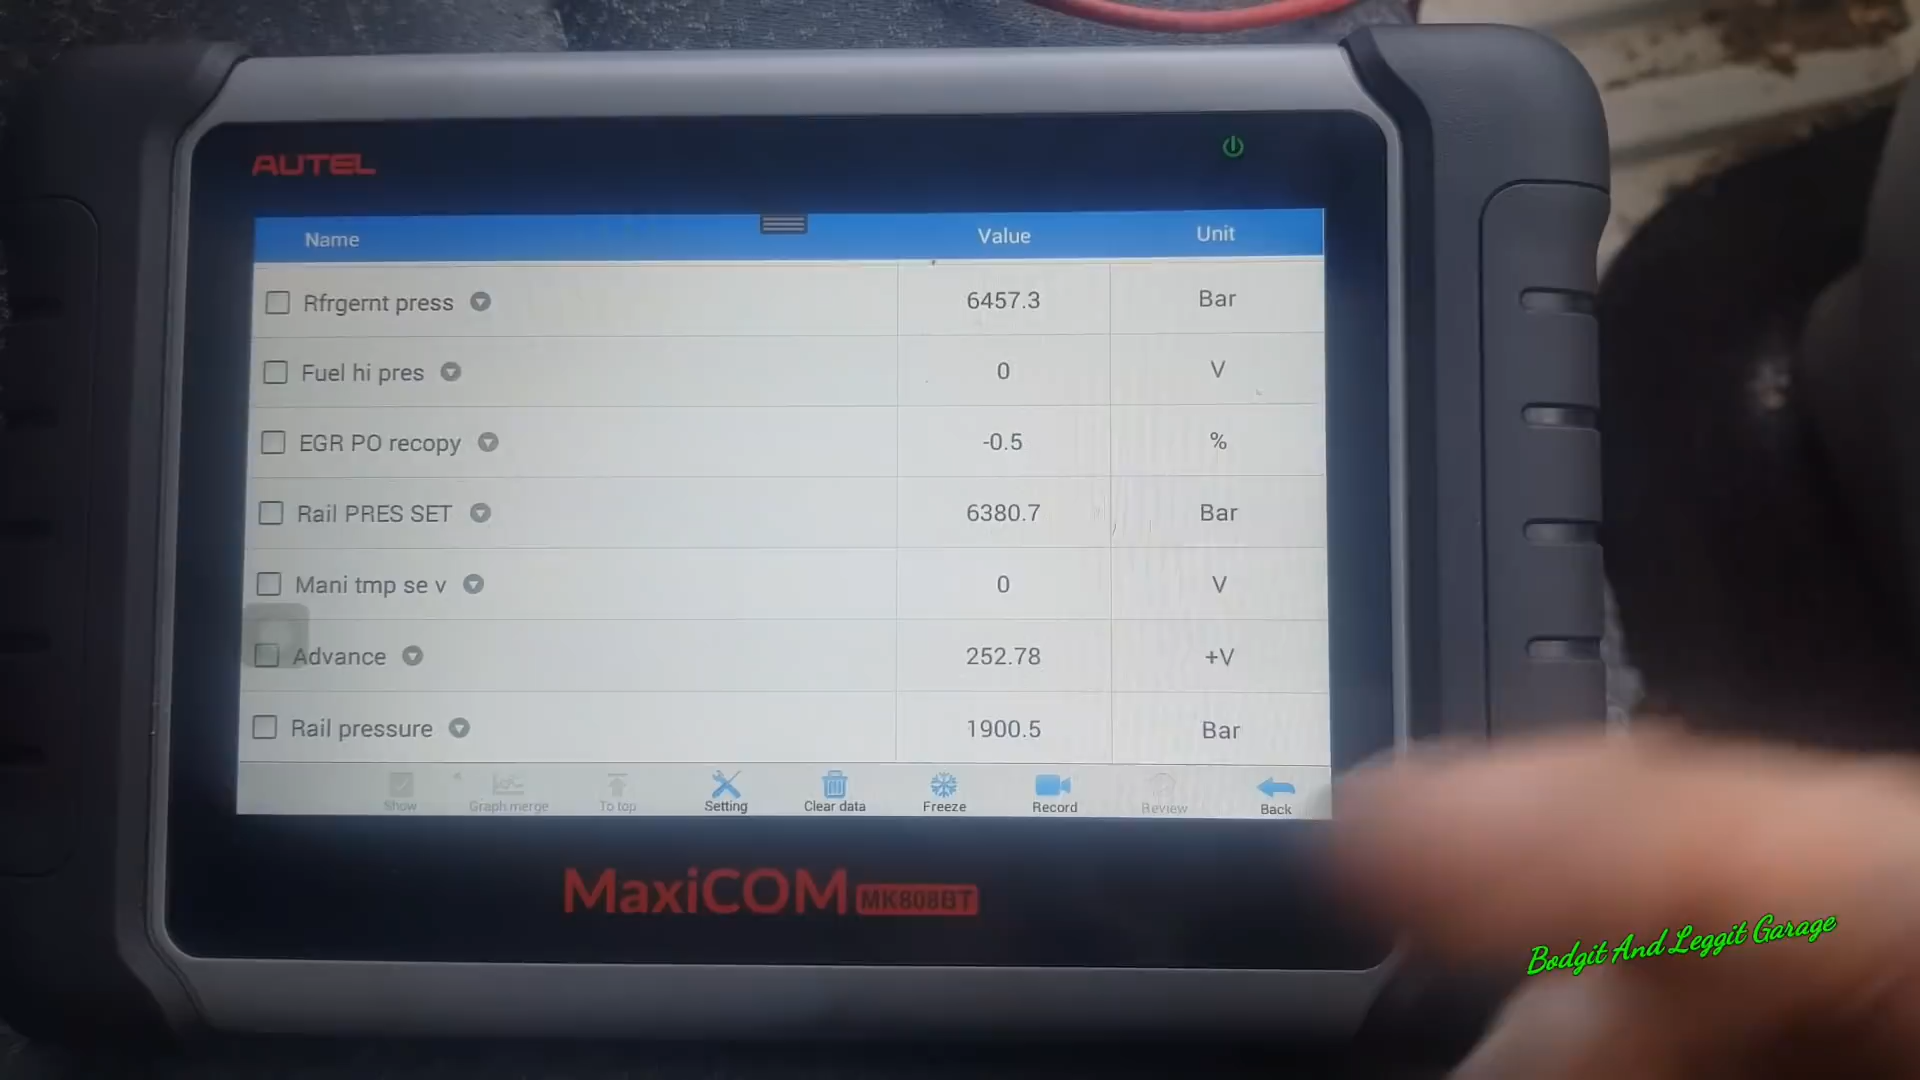 AUTEL
Name Value Unit
Rfrgernt press 6457.3 Bar
Fuel hi pres 0 V
EGR PO recopy -0.5 %
Rail PRES SET 6380.7 Bar
Mani tmp se v 0 V
Advance 252.78 +V
Rail pressure 1900.5 Bar
Show Graph merge To top Setting Clear data Freeze Record Review Back
MaxiCOM MK808BT
Bodgit And Leggit Garage